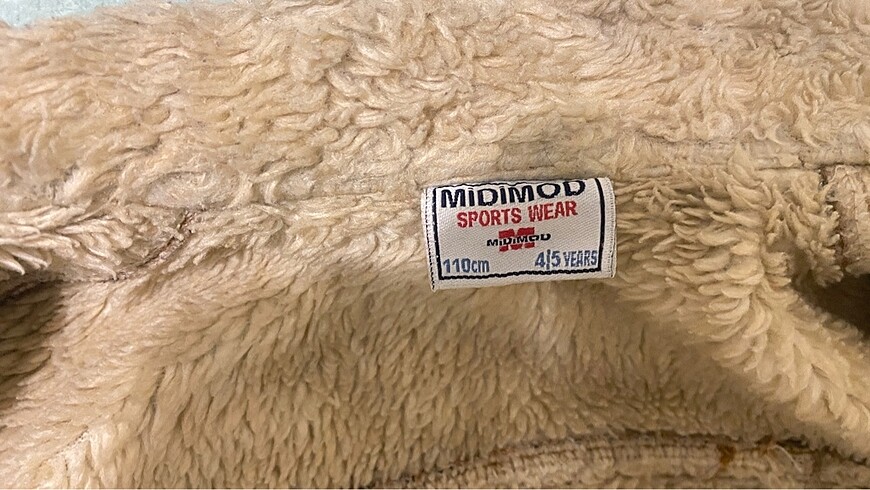 MiDiMOD
SPORTS WEAR
MiDiMOD
110cm 4/5 YEARS